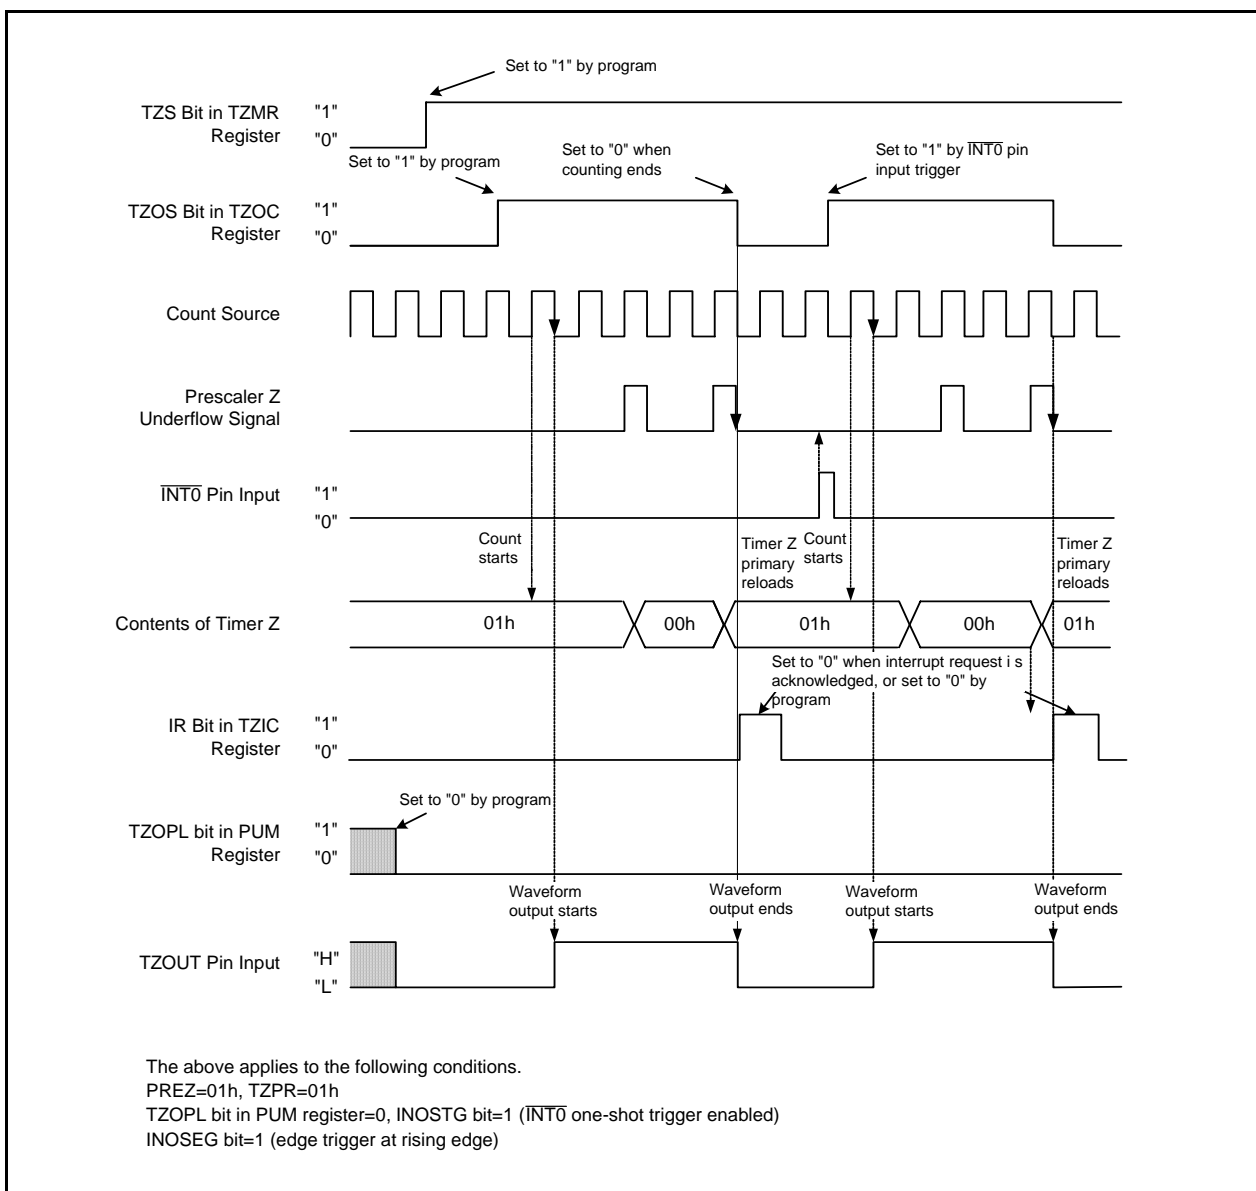 Set to "1" by program
TZS Bit in TZMR
Register
"1"
"0"
Set to "1" by program
Set to "0" when
counting ends
Set to "1" by INT0 pin
input trigger
TZOS Bit in TZOC
Register
"1"
"0"
Count Source
Prescaler Z
Underflow Signal
INT0 Pin Input
"1"
"0"
Count
starts
Timer Z
primary
reloads
Count
starts
Timer Z
primary
reloads
Contents of Timer Z
01h
00h
01h
00h
01h
Set to "0" when interrupt request i s
acknowledged, or set to "0" by
program
IR Bit in TZIC
Register
"1"
"0"
Set to "0" by program
TZOPL bit in PUM
Register
"1"
"0"
Waveform
output starts
Waveform
output ends
Waveform
output starts
Waveform
output ends
TZOUT Pin Input
"H"
"L"
The above applies to the following conditions.
PREZ=01h, TZPR=01h
TZOPL bit in PUM register=0, INOSTG bit=1 (INT0 one-shot trigger enabled)
INOSEG bit=1 (edge trigger at rising edge)